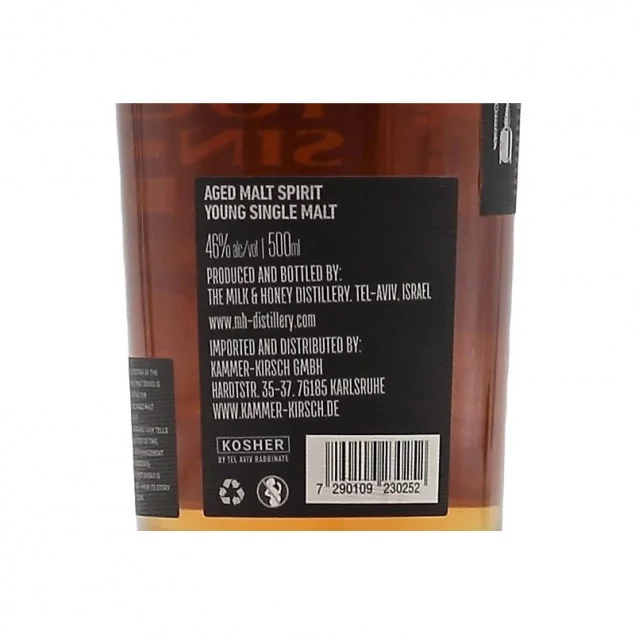 AGED MALT SPIRIT
YOUNG SINGLE MALT
46% alc/vol | 500ml
PRODUCED AND BOTTLED BY:
THE MILK & HONEY DISTILLERY. TEL-AVIV, ISRAEL
www.mh-distillery.com
IMPORTED AND DISTRIBUTED BY:
KAMMER-KIRSCH GMBH
HARDTSTR. 35-37. 76185 KARLSRUHE
WWW.KAMMER-KIRSCH.DE
KOSHER
BY TEL AVIV RABBINATE
7 290109 230252